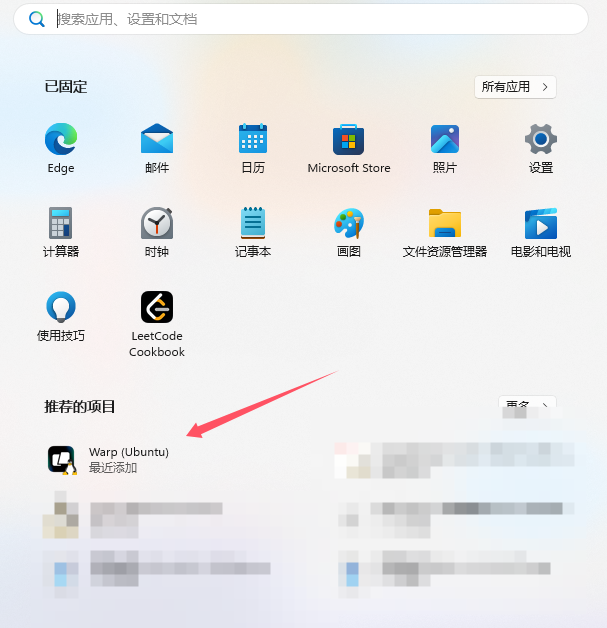 搜索应用、设置和文档
已固定
所有应用
Edge
邮件
日历
Microsoft Store
照片
设置
计算器
时钟
记事本
画图
文件资源管理器
电影和电视
使用技巧
LeetCode
Cookbook
推荐的项目
更多
Warp (Ubuntu)
最近添加